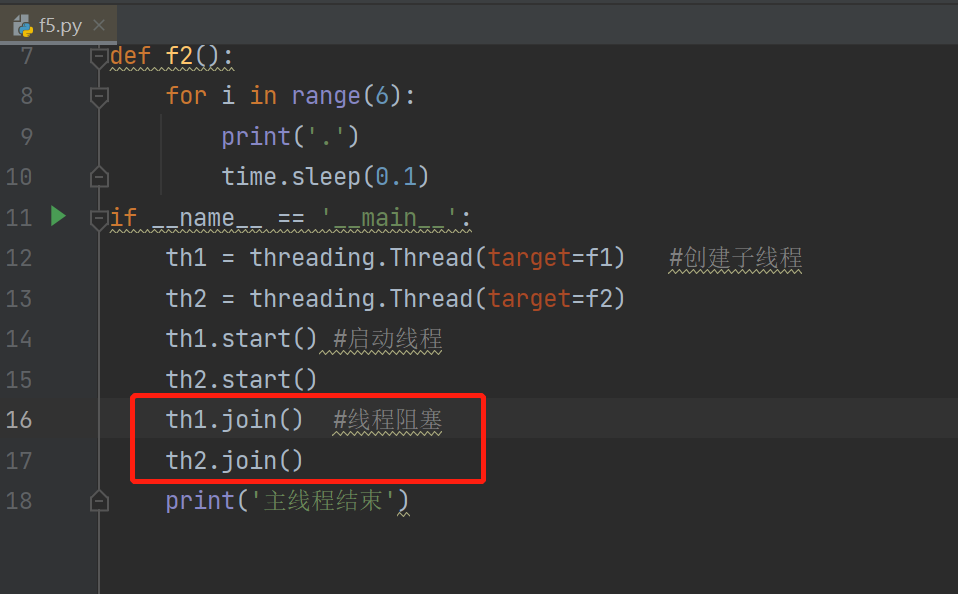 f5.py
7 def f2():
8 for i in range(6):
9 print('.')
10 time.sleep(0.1)
11 if __name__ == '__main__':
12 th1 = threading.Thread(target=f1) #创建子线程
13 th2 = threading.Thread(target=f2)
14 th1.start() #启动线程
15 th2.start()
16 th1.join() #线程阻塞
17 th2.join()
18 print('主线程结束')